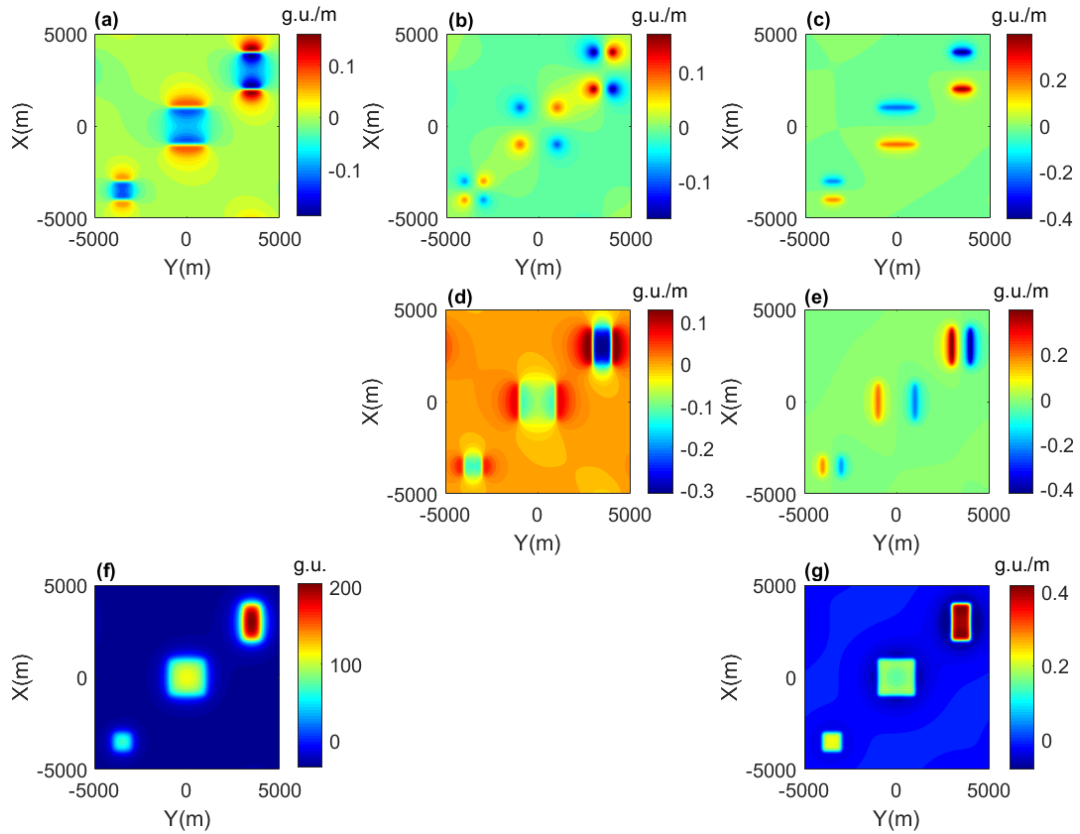 (a) g.u./m
5000
0
-5000
X(m)
-5000 0 5000
Y(m)
0.1
0
-0.1
(b) g.u./m
5000
0
-5000
X(m)
-5000 0 5000
Y(m)
0.1
0
-0.1
(c) g.u./m
5000
0
-5000
X(m)
-5000 0 5000
Y(m)
0.2
0
-0.2
-0.4
(d) g.u./m
5000
0
-5000
X(m)
-5000 0 5000
Y(m)
0.1
0
-0.1
-0.2
-0.3
(e) g.u./m
5000
0
-5000
X(m)
-5000 0 5000
Y(m)
0.2
0
-0.2
-0.4
(f) g.u.
5000
0
-5000
X(m)
-5000 0 5000
Y(m)
200
100
0
(g) g.u./m
5000
0
-5000
X(m)
-5000 0 5000
Y(m)
0.4
0.2
0